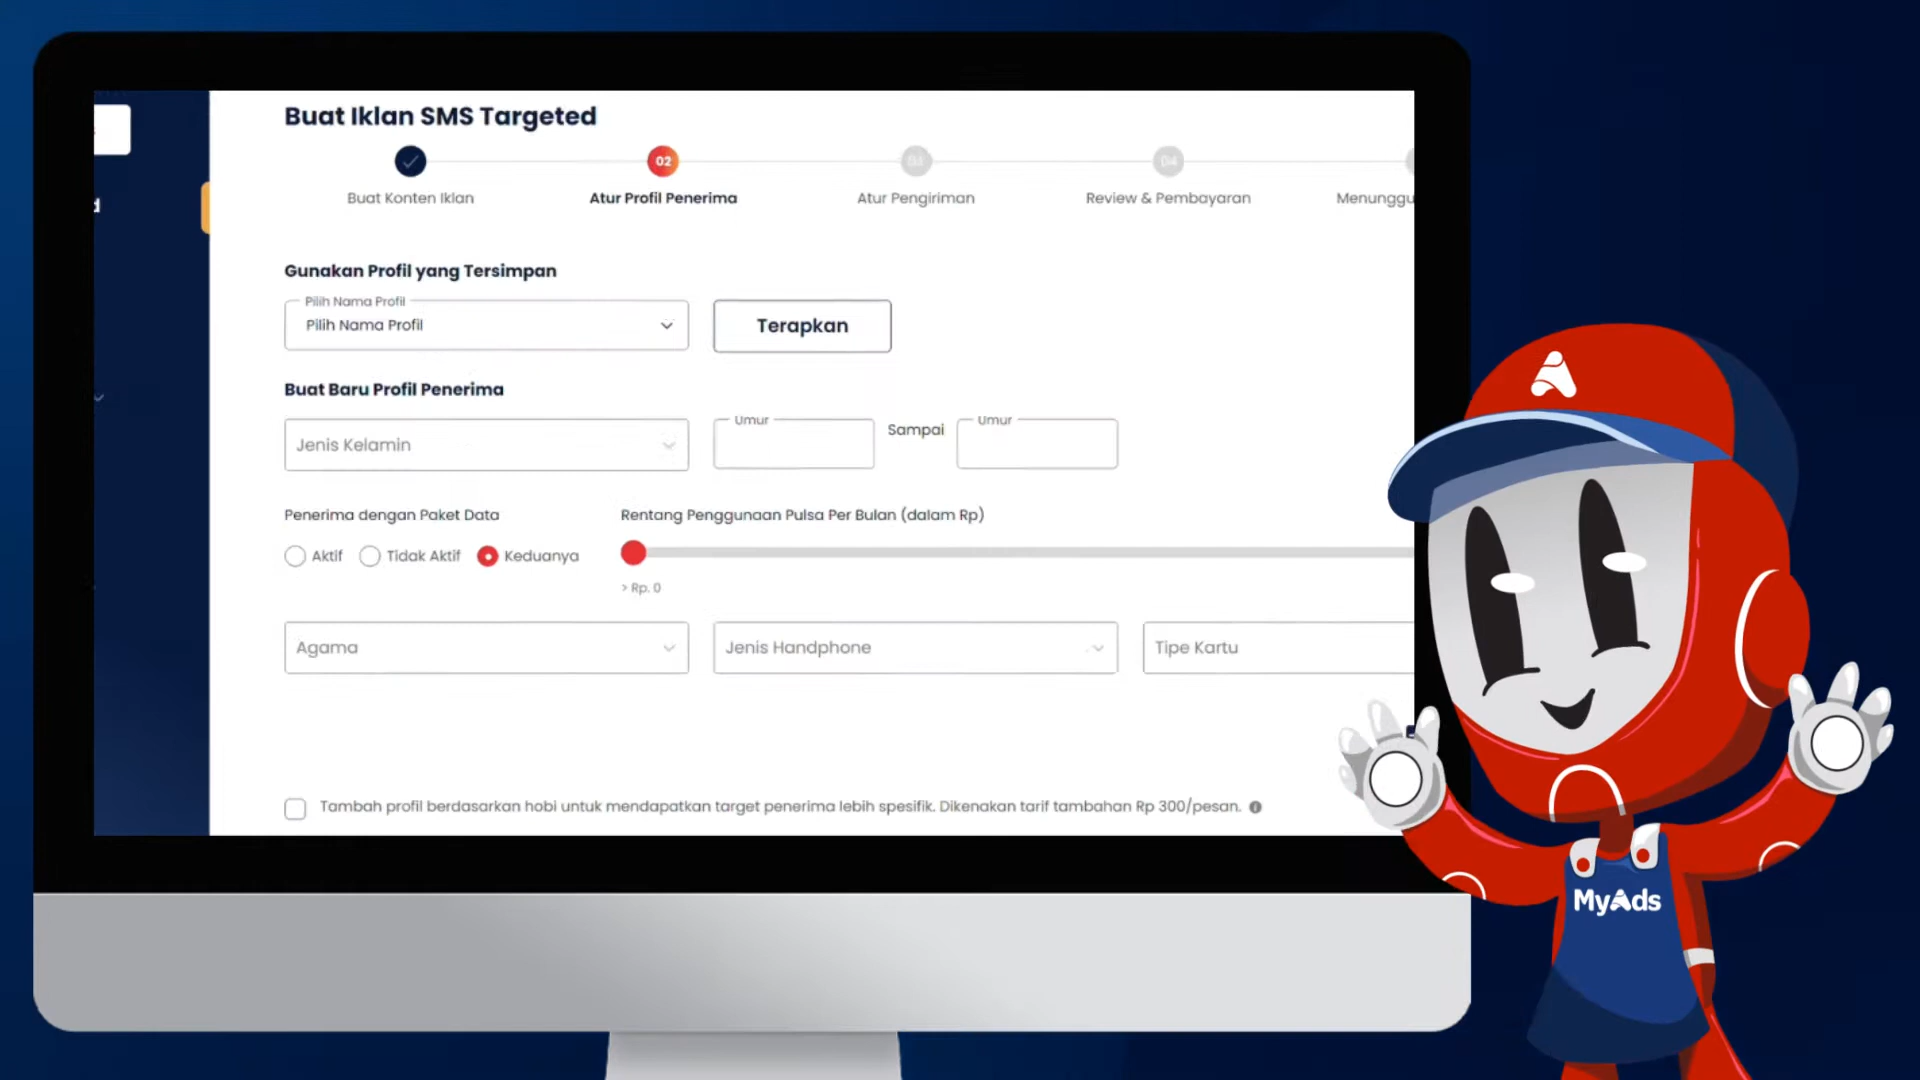 Buat Iklan SMS Targeted
02 04
Buat Konten Iklan Atur Profil Penerima Atur Pengiriman Review & Pembayaran Menunggu
d
Gunakan Profil yang Tersimpan
Pilih Nama Profil
Pilih Nama Profil Terapkan
Buat Baru Profil Penerima
Umur Umur
Jenis Kelamin Sampai
Penerima dengan Paket Data Rentang Penggunaan Pulsa Per Bulan (dalam Rp)
Aktif Tidak Aktif Keduanya
> Rp. 0
Agama Jenis Handphone Tipe Kartu
Tambah profil berdasarkan hobi untuk mendapatkan target penerima lebih spesifik. Dikenakan tarif tambahan Rp 300/pesan.
MyAds